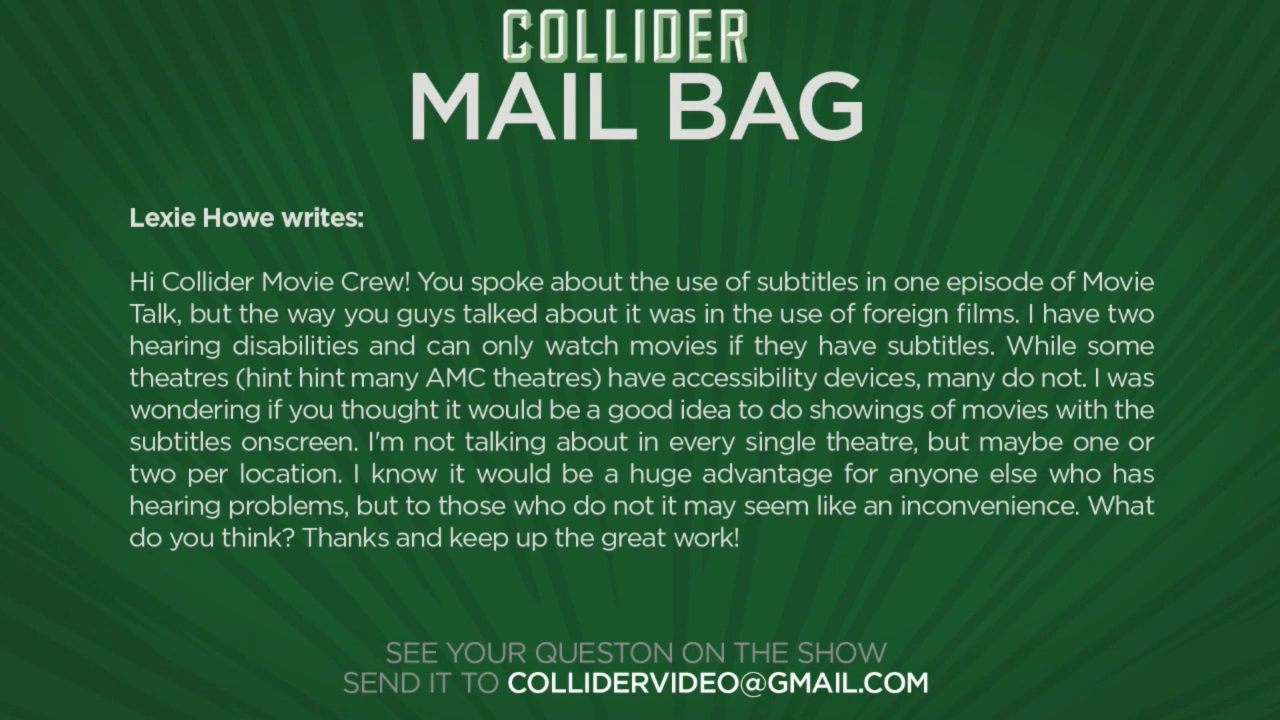 COLLIDER
MAIL BAG
Lexie Howe writes:
Hi Collider Movie Crew! You spoke about the use of subtitles in one episode of Movie
Talk, but the way you guys talked about it was in the use of foreign films. I have two
hearing disabilities and can only watch movies if they have subtitles. While some
theatres (hint hint many AMC theatres) have accessibility devices, many do not. I was
wondering if you thought it would be a good idea to do showings of movies with the
subtitles onscreen. I'm not talking about in every single theatre, but maybe one or
two per location. I know it would be a huge advantage for anyone else who has
hearing problems, but to those who do not it may seem like an inconvenience. What
do you think? Thanks and keep up the great work!
SEE YOUR QUESTON ON THE SHOW
SEND IT TO COLLIDERVIDEO@GMAIL.COM